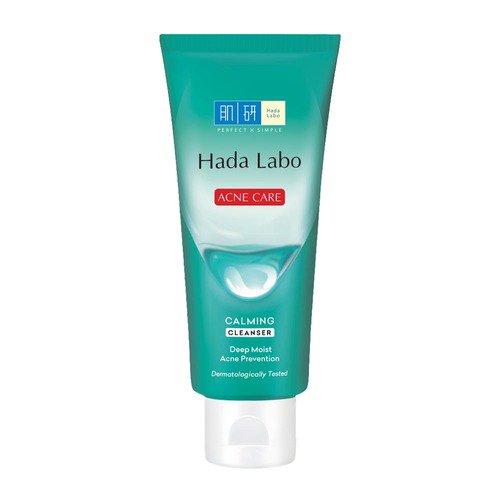 肌研 Hada
Labo
PERFECT × SIMPLE
Hada Labo
ACNE CARE
CALMING
CLEANSER
Deep Moist
Acne Prevention
Dermatologically Tested